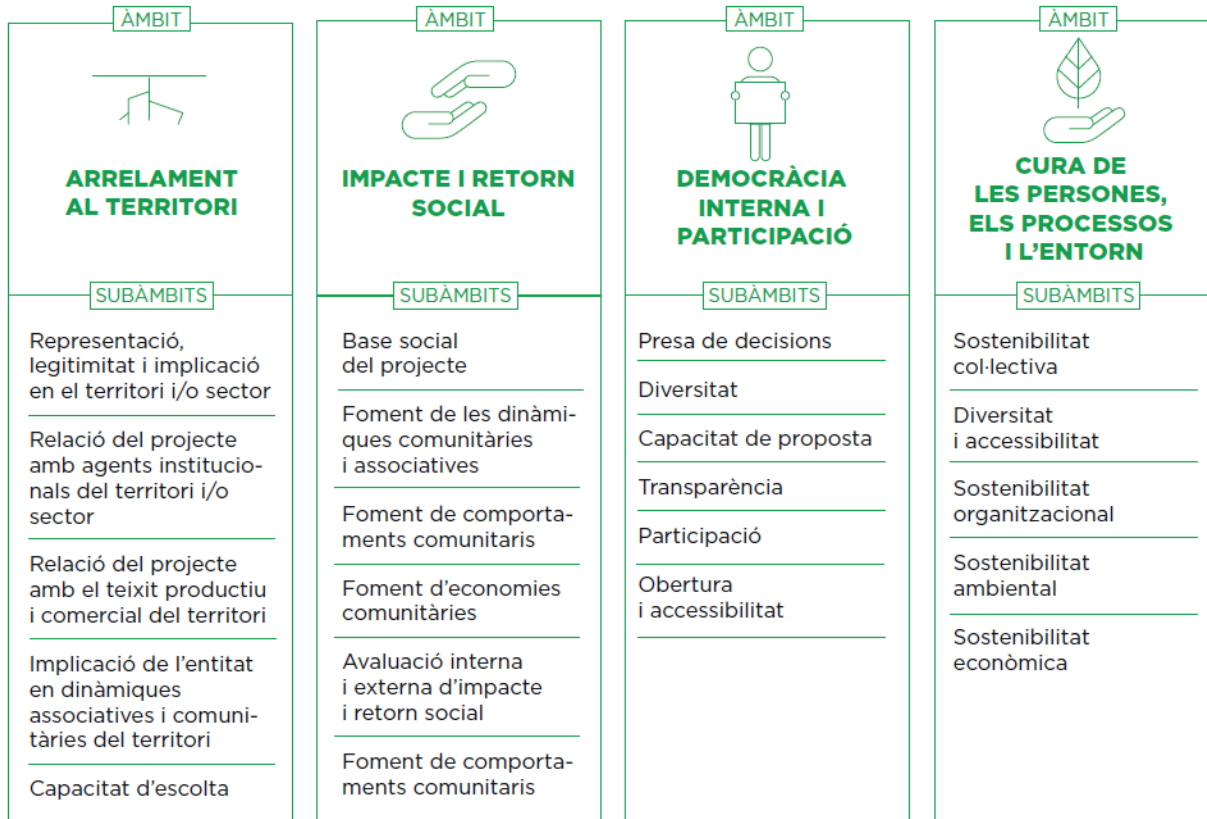 ÀMBIT
ARRELAMENT
AL TERRITORI
SUBÀMBITS
Representació,
legitimitat i implicació
en el territori i/o sector
Relació del projecte
amb agents institucio-
nals del territori i/o
sector
Relació del projecte
amb el teixit productiu
i comercial del territori
Implicació de l'entitat
en dinàmiques
associatives i comuni-
tàries del territori
Capacitat d'escolta
ÀMBIT
IMPACTE I RETORN
SOCIAL
SUBÀMBITS
Base social
del projecte
Foment de les dinàmi-
ques comunitàries
i associatives
Foment de comporta-
ments comunitaris
Foment d'economies
comunitàries
Avaluació interna
i externa d'impacte
i retorn social
Foment de comporta-
ments comunitaris
ÀMBIT
DEMOCRÀCIA
INTERNA I
PARTICIPACIÓ
SUBÀMBITS
Presa de decisions
Diversitat
Capacitat de proposta
Transparència
Participació
Obertura
i accessibilitat
ÀMBIT
CURA DE
LES PERSONES,
ELS PROCESSOS
I L'ENTORN
SUBÀMBITS
Sostenibilitat
col·lectiva
Diversitat
i accessibilitat
Sostenibilitat
organitzacional
Sostenibilitat
ambiental
Sostenibilitat
econòmica